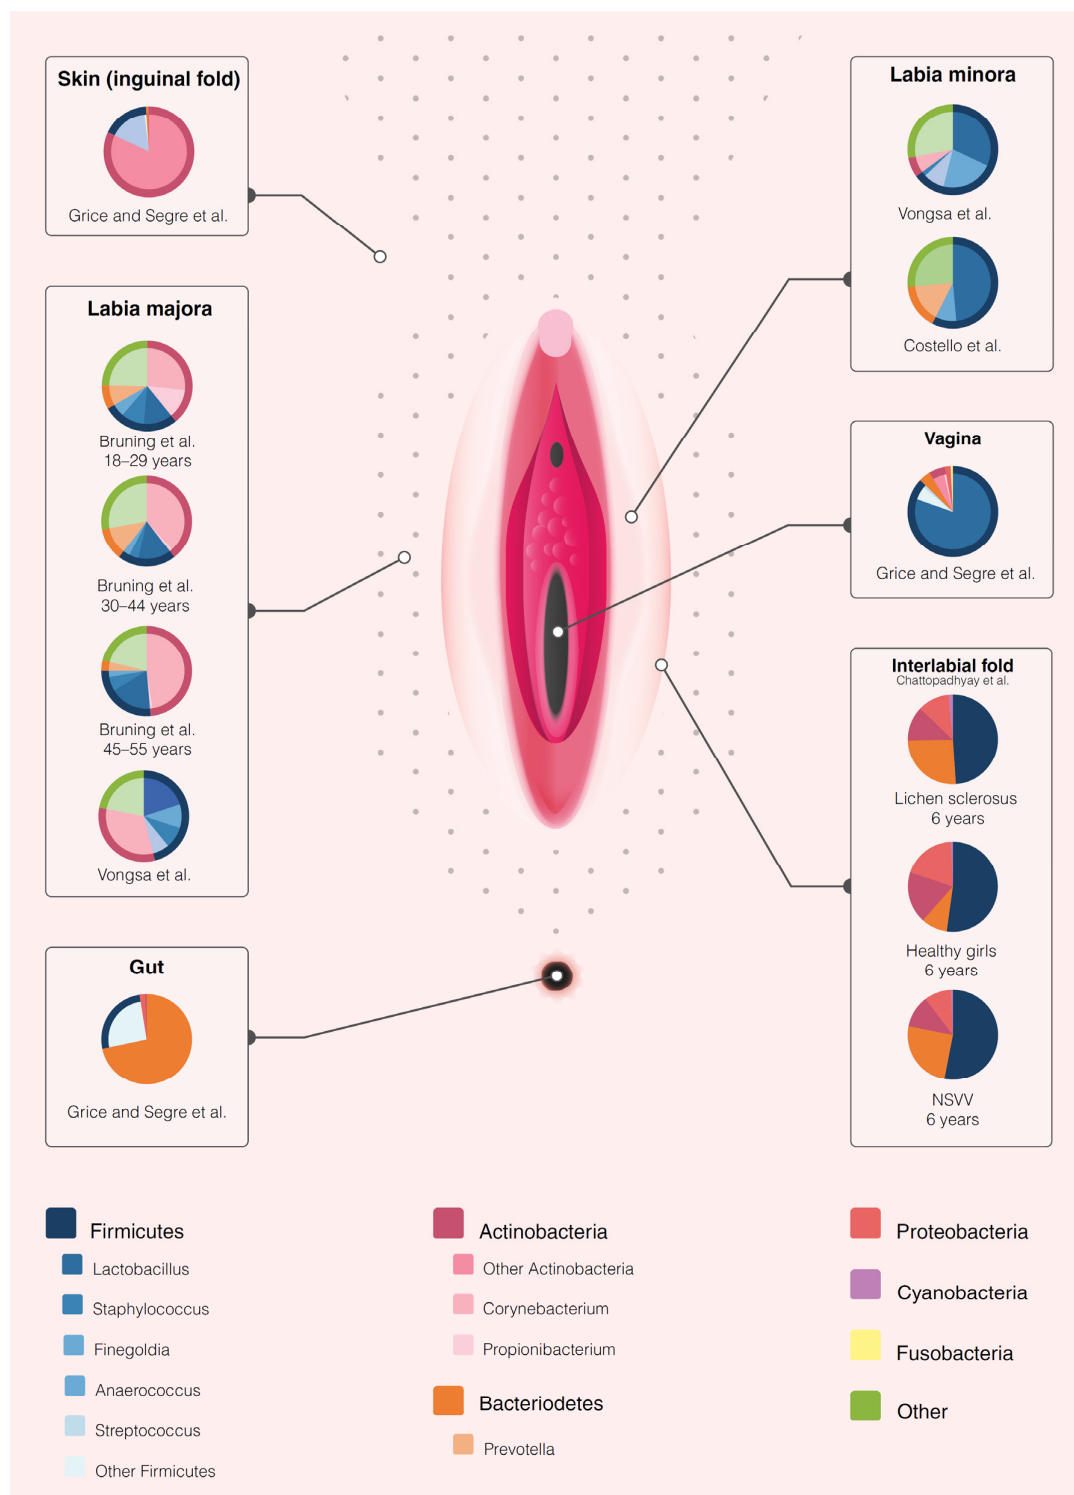 Skin (inguinal fold)
Grice and Segre et al.
Labia majora
Bruning et al.
18–29 years
Bruning et al.
30–44 years
Bruning et al.
45–55 years
Vongsa et al.
Gut
Grice and Segre et al.
Labia minora
Vongsa et al.
Costello et al.
Vagina
Grice and Segre et al.
Interlabial fold
Chattopadhyay et al.
Lichen sclerosus
6 years
Healthy girls
6 years
NSVV
6 years
Firmicutes
Lactobacillus
Staphylococcus
Finegoldia
Anaerococcus
Streptococcus
Other Firmicutes
Actinobacteria
Other Actinobacteria
Corynebacterium
Propionibacterium
Bacteriodetes
Prevotella
Proteobacteria
Cyanobacteria
Fusobacteria
Other